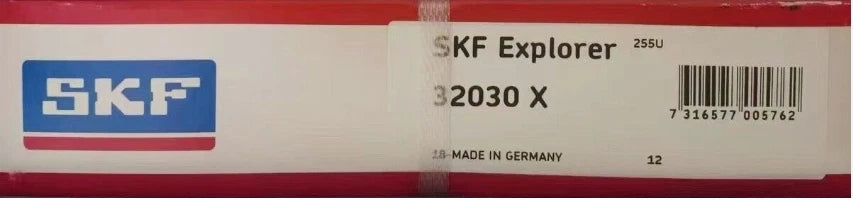 SKF
SKF Explorer 255U
32030 X
7 316577 005762
18-MADE IN GERMANY 12